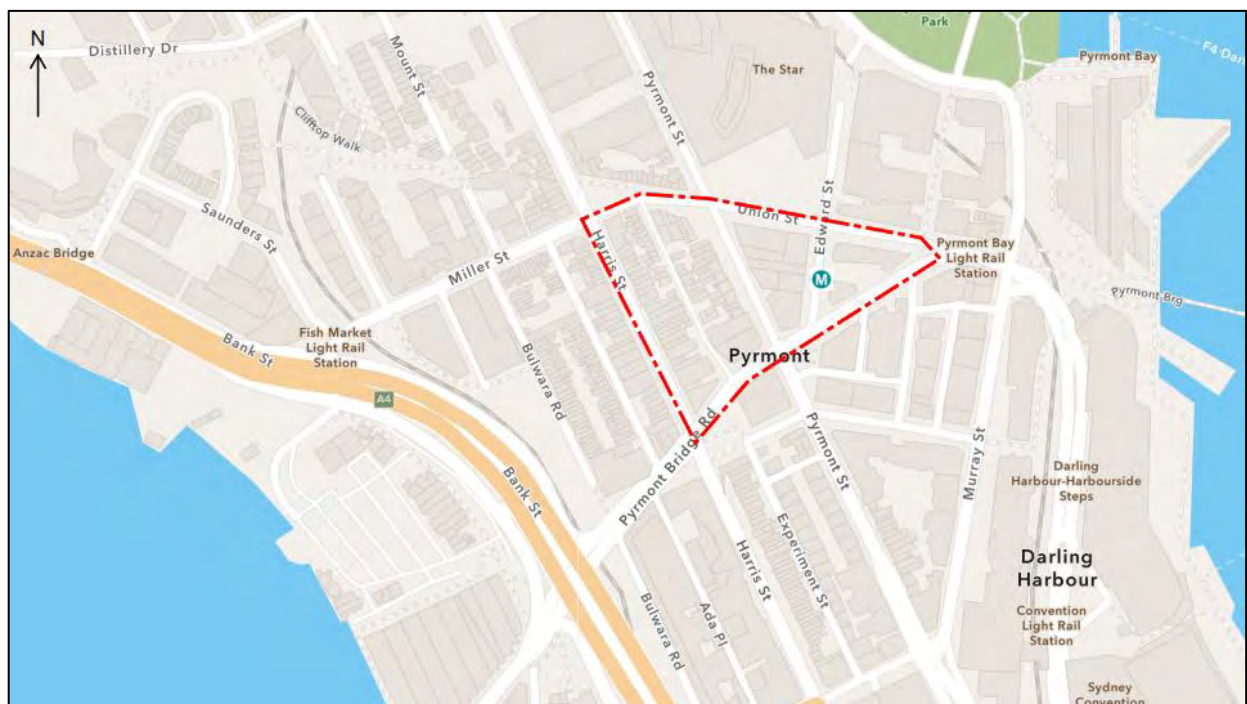 N
Distillery Dr
Mount St
Park
Pyrmont Bay
F4 Dar
The Star
Pyrmont St
Clifftop Walk
Saunders St
Anzac Bridge
Miller St
Harris St
Union St
Edward St
Pyrmont Bay
Light Rail
Station
M
Pyrmont Brg
Fish Market
Light Rail
Station
Bank St
A4
Bulwara Rd
Pyrmont
Pyrmont Bridge Rd
Pyrmont St
Murray St
Bank St
Darling
Harbour-Harbourside
Steps
Harris St
Experiment St
Darling
Harbour
Bulwara Rd
Ada Pl
Convention
Light Rail
Station
Sydney
Convention